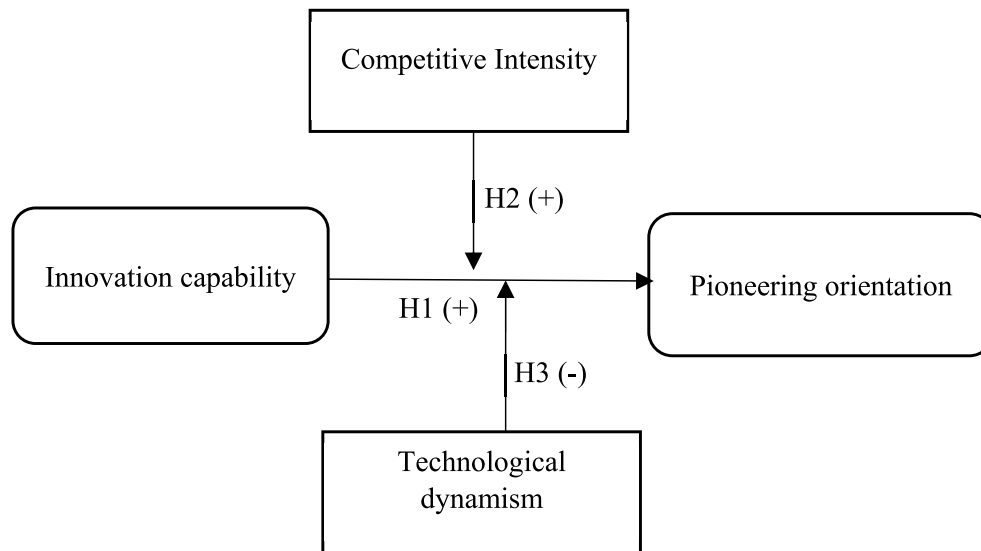 Competitive Intensity
H2 (+)
Innovation capability
H1 (+)
Pioneering orientation
H3 (-)
Technological
dynamism